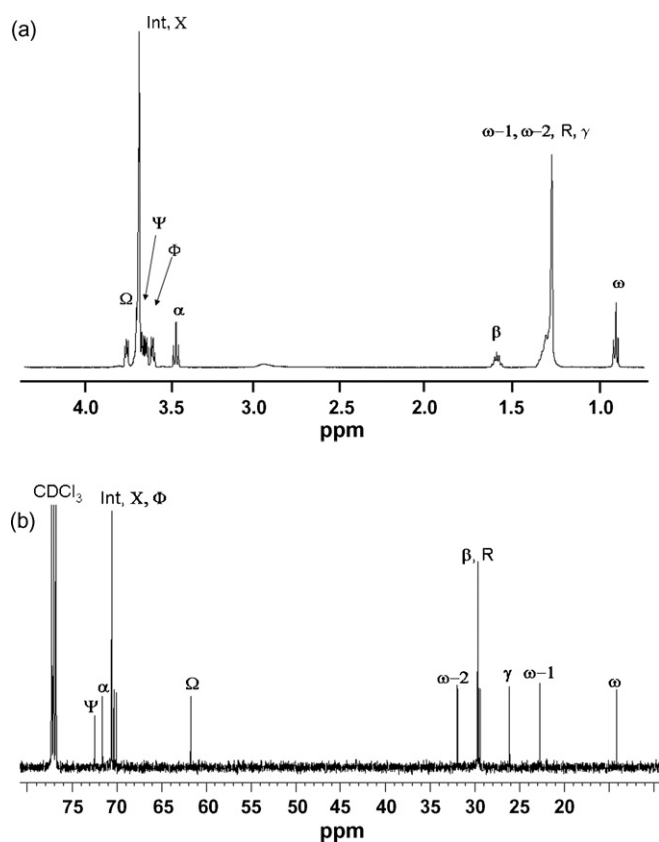 (a)
Int, X
ω−1, ω−2, R, γ
Ψ
Φ
Ω
α
β
ω
4.0 3.5 3.0 2.5 2.0 1.5 1.0
ppm
(b)
CDCl₃
Int, X, Φ
β, R
Ψ
α
Ω
ω−2
γ
ω−1
ω
75 70 65 60 55 50 45 40 35 30 25 20
ppm